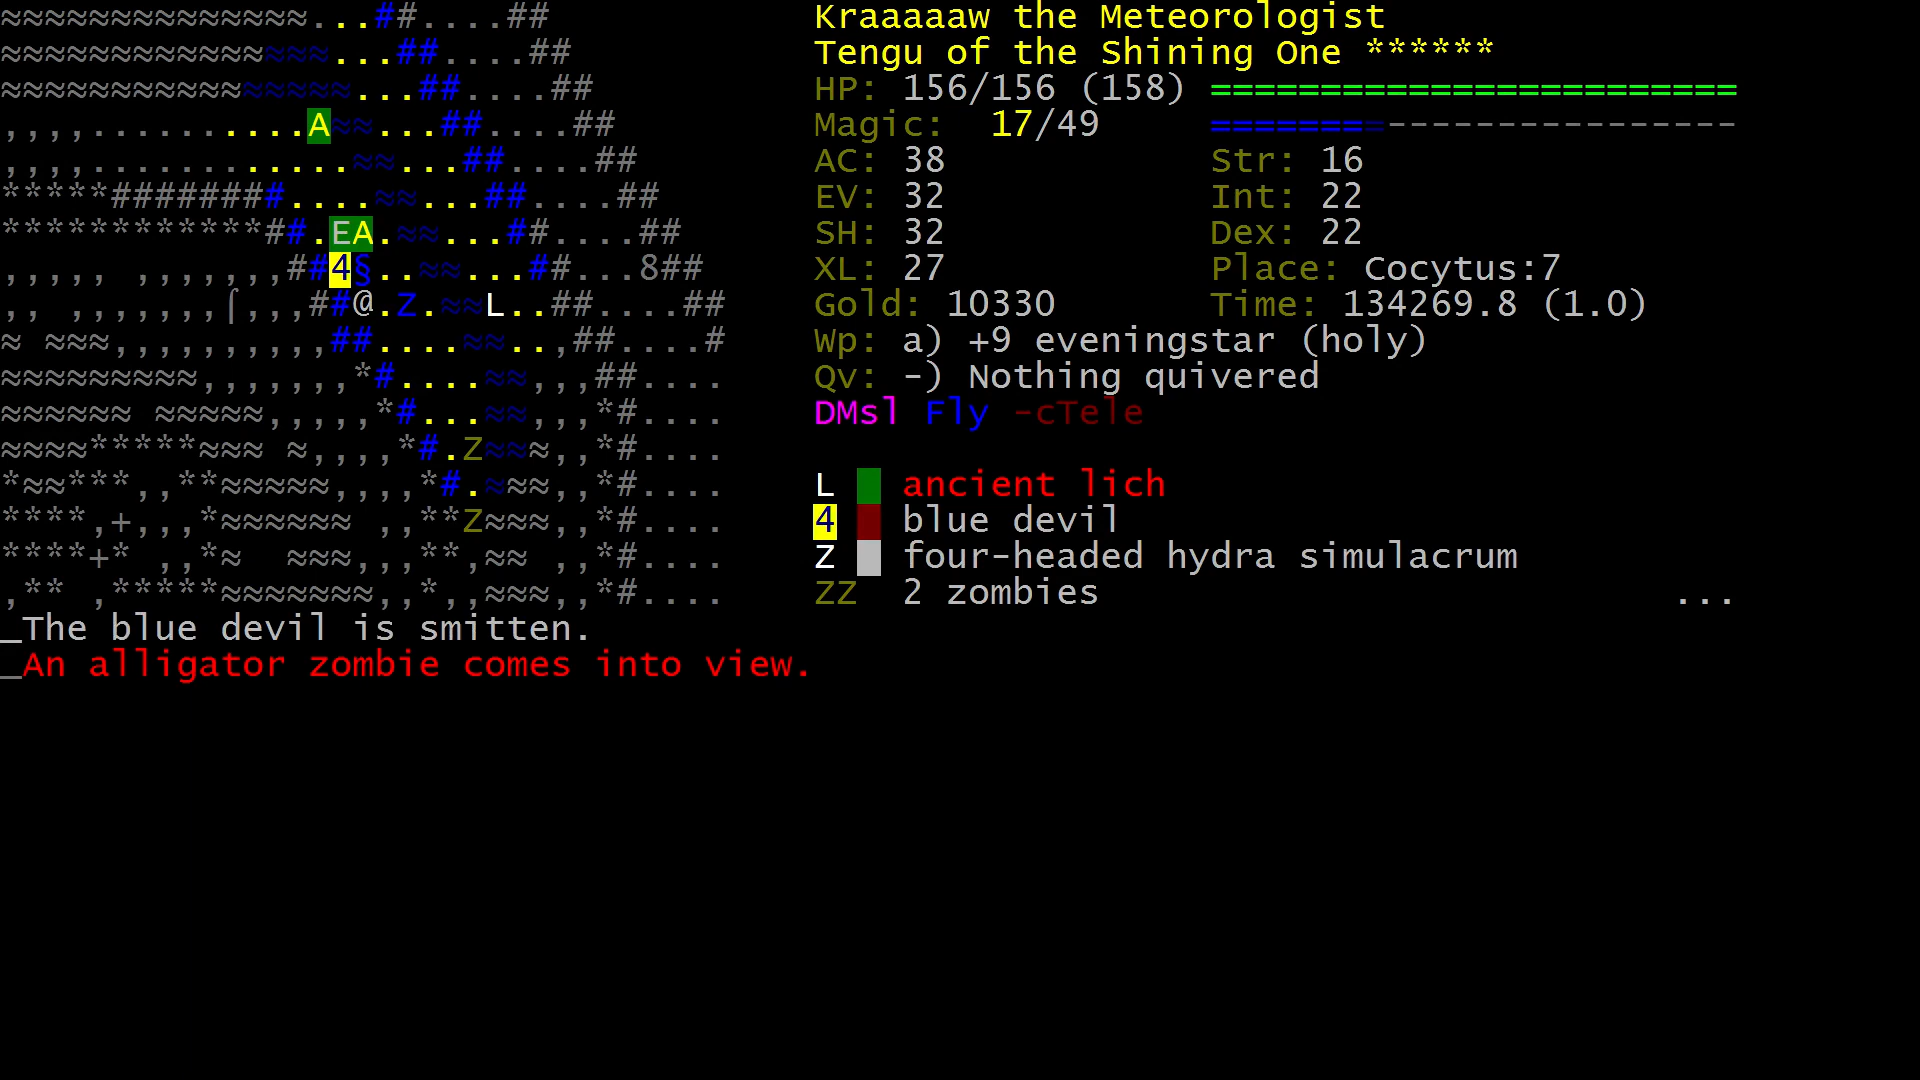 Kraaaaaw the Meteorologist
Tengu of the Shining One ******
HP: 156/156 (158)
Magic: 17/49
AC: 38 Str: 16
EV: 32 Int: 22
SH: 32 Dex: 22
XL: 27 Place: Cocytus:7
Gold: 10330 Time: 134269.8 (1.0)
Wp: a) +9 eveningstar (holy)
Qv: -) Nothing quivered
DMsl Fly -cTele
L ancient lich
4 blue devil
Z four-headed hydra simulacrum
ZZ 2 zombies ...
_The blue devil is smitten.
_An alligator zombie comes into view.